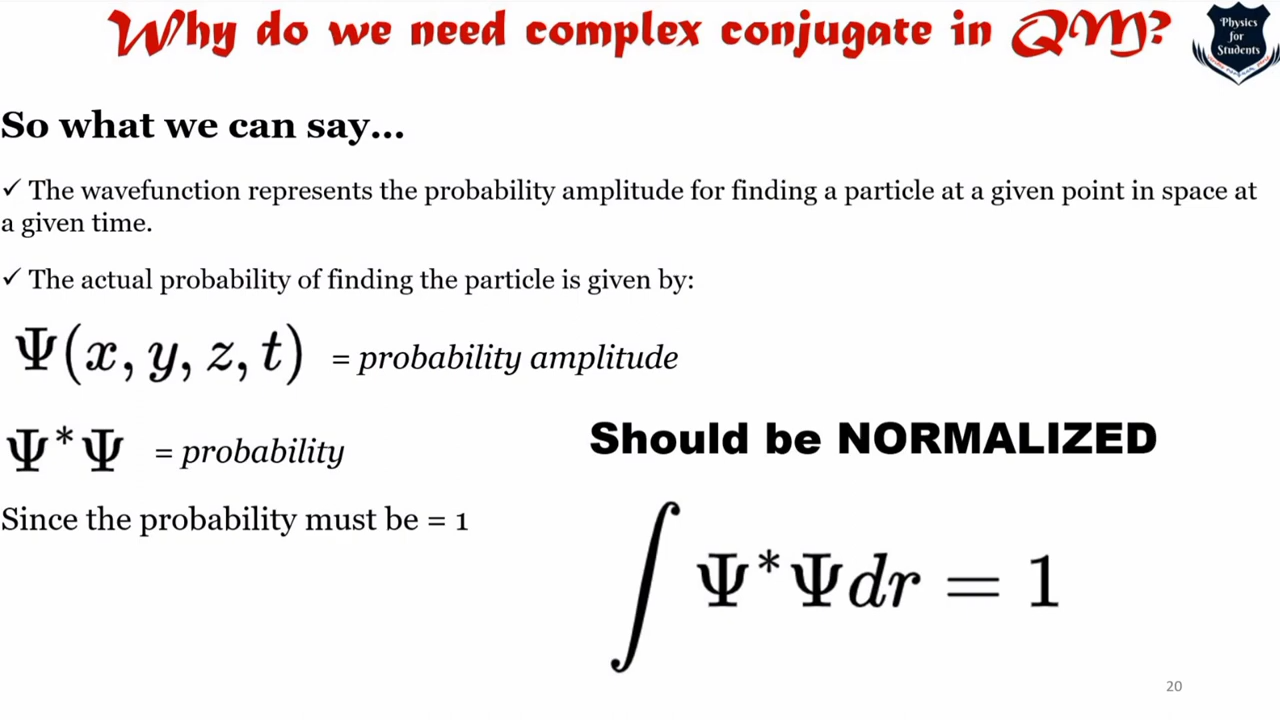 Why do we need complex conjugate in QM?
Physics
for
Students
So what we can say...
✓ The wavefunction represents the probability amplitude for finding a particle at a given point in space at
a given time.
✓ The actual probability of finding the particle is given by:
Ψ(x, y, z, t) = probability amplitude
Ψ*Ψ = probability
Should be NORMALIZED
Since the probability must be = 1
∫ Ψ*Ψdr = 1
20